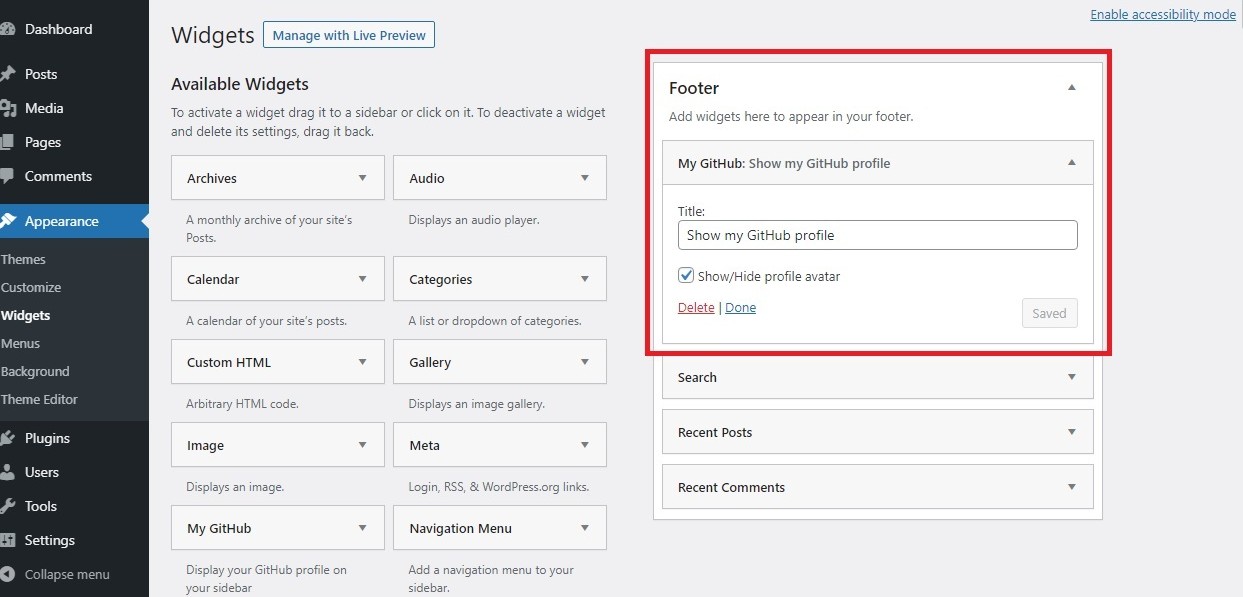 Enable accessibility mode
Dashboard
Posts
Media
Pages
Comments
Appearance
Themes
Customize
Widgets
Menus
Background
Theme Editor
Plugins
Users
Tools
Settings
Collapse menu
Widgets
Manage with Live Preview
Available Widgets
To activate a widget drag it to a sidebar or click on it. To deactivate a widget
and delete its settings, drag it back.
Archives
A monthly archive of your site's
Posts.
Audio
Displays an audio player.
Calendar
A calendar of your site's posts.
Categories
A list or dropdown of categories.
Custom HTML
Arbitrary HTML code.
Gallery
Displays an image gallery.
Image
Displays an image.
Meta
Login, RSS, & WordPress.org links.
My GitHub
Display your GitHub profile on
your sidebar
Navigation Menu
Add a navigation menu to your
sidebar.
Footer
Add widgets here to appear in your footer.
My GitHub: Show my GitHub profile
Title:
Show my GitHub profile
Show/Hide profile avatar
Delete | Done
Saved
Search
Recent Posts
Recent Comments